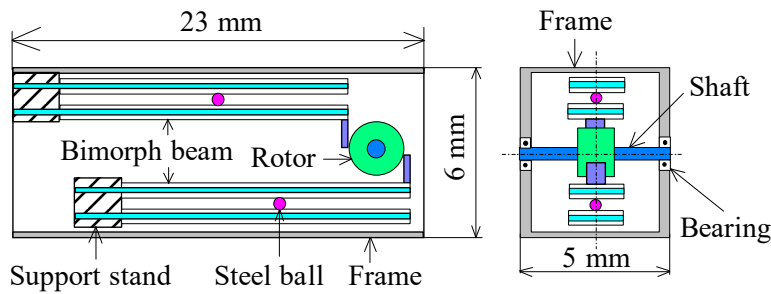 23 mm
Frame
Shaft
Bimorph beam
Rotor
6 mm
Bearing
5 mm
Support stand
Steel ball
Frame